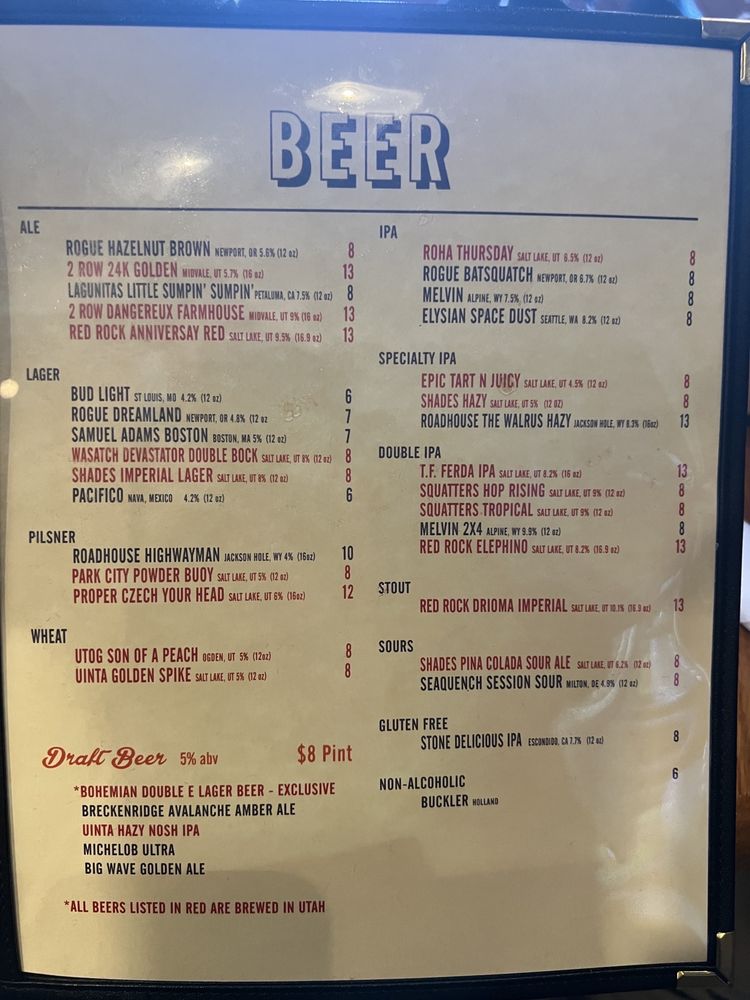 BEER
ALE
ROGUE HAZELNUT BROWN NEWPORT, OR 5.6% (12 oz) 8
2 ROW 24K GOLDEN MIDVALE, UT 5.7% (16 oz) 13
LAGUNITAS LITTLE SUMPIN' SUMPIN' PETALUMA, CA 7.5% (12 oz) 8
2 ROW DANGEREUX FARMHOUSE MIDVALE, UT 9% (16 oz) 13
RED ROCK ANNIVERSAY RED SALT LAKE, UT 9.5% (16.9 oz) 13
LAGER
BUD LIGHT ST LOUIS, MO 4.2% (12 oz) 6
ROGUE DREAMLAND NEWPORT, OR 4.8% (12 oz 7
SAMUEL ADAMS BOSTON BOSTON, MA 5% (12 oz) 7
WASATCH DEVASTATOR DOUBLE BOCK SALT LAKE, UT 8% (12 oz) 8
SHADES IMPERIAL LAGER SALT LAKE, UT 8% (12 oz) 8
PACIFICO NAVA, MEXICO 4.2% (12 oz) 6
PILSNER
ROADHOUSE HIGHWAYMAN JACKSON HOLE, WY 4% (16oz) 10
PARK CITY POWDER BUOY SALT LAKE, UT 5% (12 oz) 8
PROPER CZECH YOUR HEAD SALT LAKE, UT 6% (16oz) 12
WHEAT
UTOG SON OF A PEACH OGDEN, UT 5% (12oz) 8
UINTA GOLDEN SPIKE SALT LAKE, UT 5% (12 oz) 8
Draft Beer 5% abv $8 Pint
*BOHEMIAN DOUBLE E LAGER BEER - EXCLUSIVE
BRECKENRIDGE AVALANCHE AMBER ALE
UINTA HAZY NOSH IPA
MICHELOB ULTRA
BIG WAVE GOLDEN ALE
*ALL BEERS LISTED IN RED ARE BREWED IN UTAH
IPA
ROHA THURSDAY SALT LAKE, UT 6.5% (12 oz) 8
ROGUE BATSQUATCH NEWPORT, OR 6.7% (12 oz) 8
MELVIN ALPINE, WY 7.5% (12 oz) 8
ELYSIAN SPACE DUST SEATTLE, WA 8.2% (12 oz) 8
SPECIALTY IPA
EPIC TART N JUICY SALT LAKE, UT 4.5% (12 oz) 8
SHADES HAZY SALT LAKE, UT 5% (12 OZ) 8
ROADHOUSE THE WALRUS HAZY JACKSON HOLE, WY 6.3% (16oz) 13
DOUBLE IPA
T.F. FERDA IPA SALT LAKE, UT 8.2% (16 oz) 13
SQUATTERS HOP RISING SALT LAKE, UT 9% (12 oz) 8
SQUATTERS TROPICAL SALT LAKE, UT 9% (12 oz) 8
MELVIN 2X4 ALPINE, WY 9.9% (12 oz) 8
RED ROCK ELEPHINO SALT LAKE, UT 8.2% (16.9 oz) 13
STOUT
RED ROCK DRIOMA IMPERIAL SALT LAKE, UT 10.1% (16.9 oz) 13
SOURS
SHADES PINA COLADA SOUR ALE SALT LAKE, UT 6.2% (12 oz) 8
SEAQUENCH SESSION SOUR MILTON, DE 4.9% (12 oz) 8
GLUTEN FREE
STONE DELICIOUS IPA ESCONDIDO, CA 7.7% (12 oz) 8
NON-ALCOHOLIC 6
BUCKLER HOLLAND